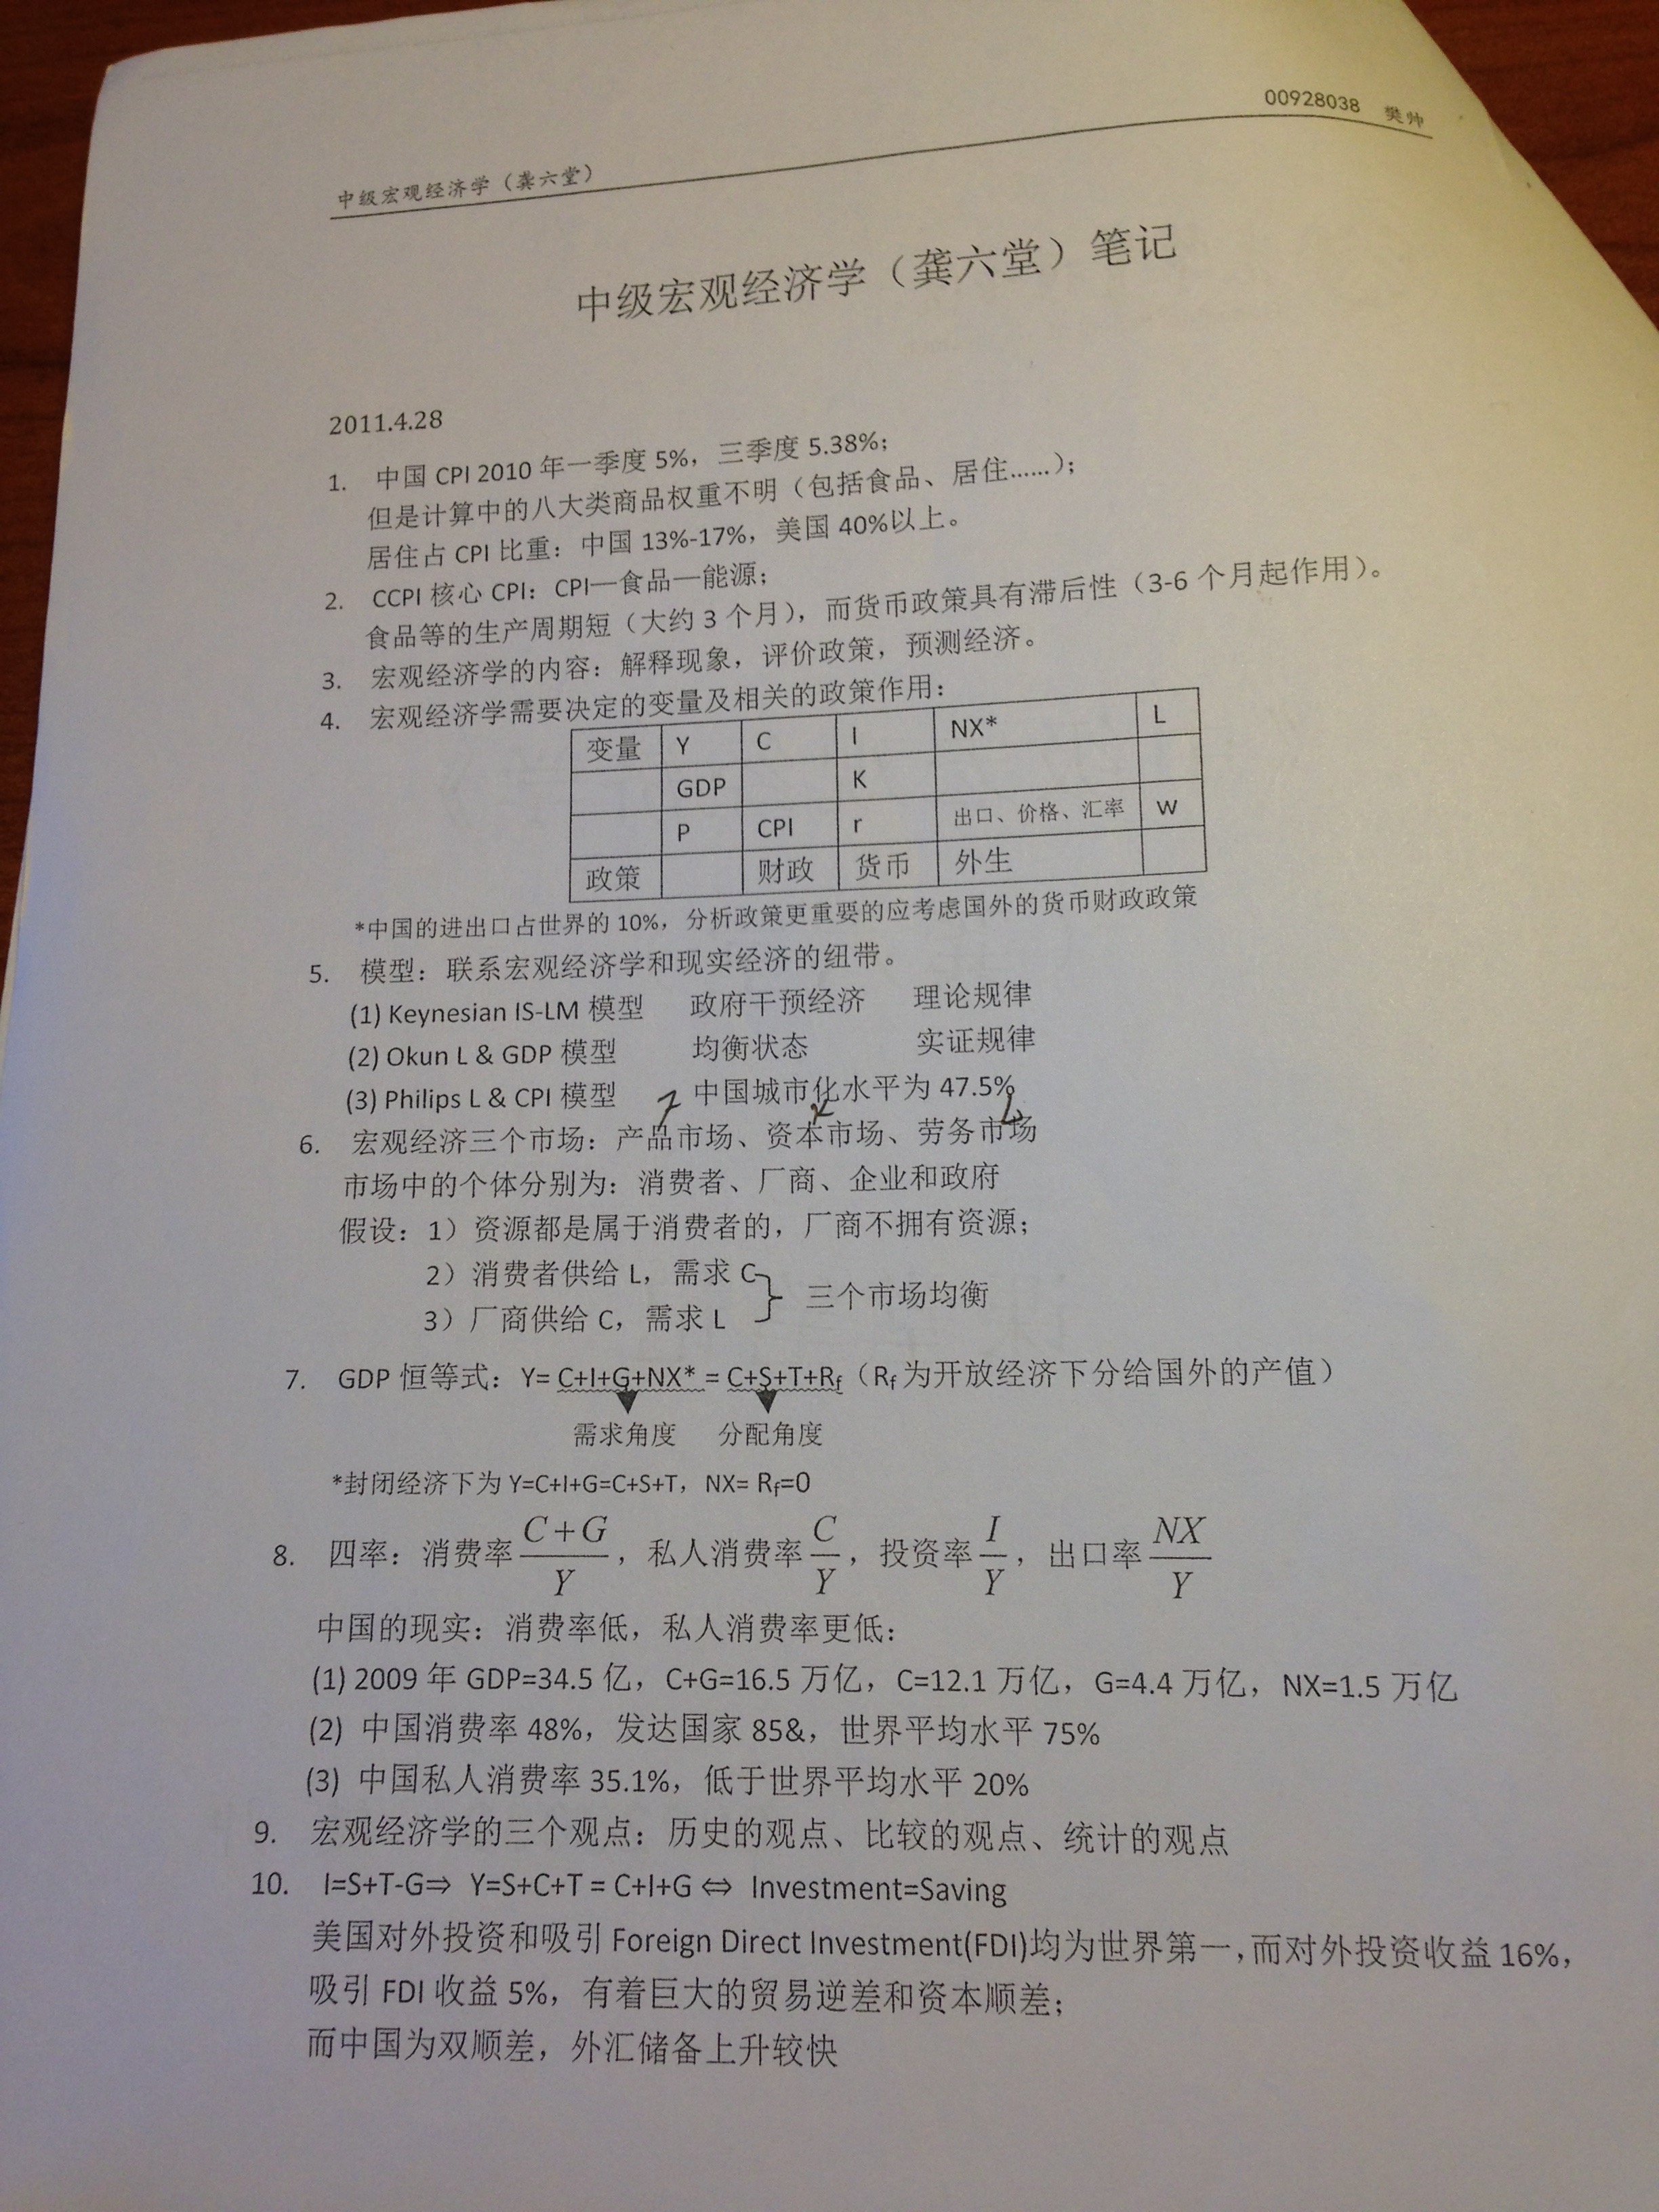 00928038 樊帅
中级宏观经济学（龚六堂）
中级宏观经济学（龚六堂）笔记
2011.4.28
1. 中国 CPI 2010 年一季度 5%，三季度 5.38%；
但是计算中的八大类商品权重不明（包括食品、居住……）；
居住占 CPI 比重：中国 13%-17%，美国 40%以上。
2. CCPI 核心 CPI：CPI—食品—能源；
食品等的生产周期短（大约 3 个月），而货币政策具有滞后性（3-6 个月起作用）。
3. 宏观经济学的内容：解释现象，评价政策，预测经济。
4. 宏观经济学需要决定的变量及相关的政策作用：
变量 Y C I NX* L
GDP K
P CPI r 出口、价格、汇率 w
政策 财政 货币 外生
*中国的进出口占世界的 10%，分析政策更重要的应考虑国外的货币财政政策
5. 模型：联系宏观经济学和现实经济的纽带。
(1) Keynesian IS-LM 模型 政府干预经济 理论规律
(2) Okun L & GDP 模型 均衡状态 实证规律
(3) Philips L & CPI 模型 中国城市化水平为 47.5%
6. 宏观经济三个市场：产品市场、资本市场、劳务市场
市场中的个体分别为：消费者、厂商、企业和政府
假设：1）资源都是属于消费者的，厂商不拥有资源；
2）消费者供给 L，需求 C
3）厂商供给 C，需求 L
三个市场均衡
7. GDP 恒等式：Y= C+I+G+NX* = C+S+T+Rf（Rf 为开放经济下分给国外的产值）
需求角度 分配角度
*封闭经济下为 Y=C+I+G=C+S+T，NX= Rf=0
8. 四率：消费率 C+G/Y，私人消费率 C/Y，投资率 I/Y，出口率 NX/Y
中国的现实：消费率低，私人消费率更低：
(1) 2009 年 GDP=34.5 亿，C+G=16.5 万亿，C=12.1 万亿，G=4.4 万亿，NX=1.5 万亿
(2) 中国消费率 48%，发达国家 85&，世界平均水平 75%
(3) 中国私人消费率 35.1%，低于世界平均水平 20%
9. 宏观经济学的三个观点：历史的观点、比较的观点、统计的观点
10. I=S+T-G⇒ Y=S+C+T = C+I+G ⇔ Investment=Saving
美国对外投资和吸引 Foreign Direct Investment(FDI)均为世界第一，而对外投资收益 16%，
吸引 FDI 收益 5%，有着巨大的贸易逆差和资本顺差；
而中国为双顺差，外汇储备上升较快